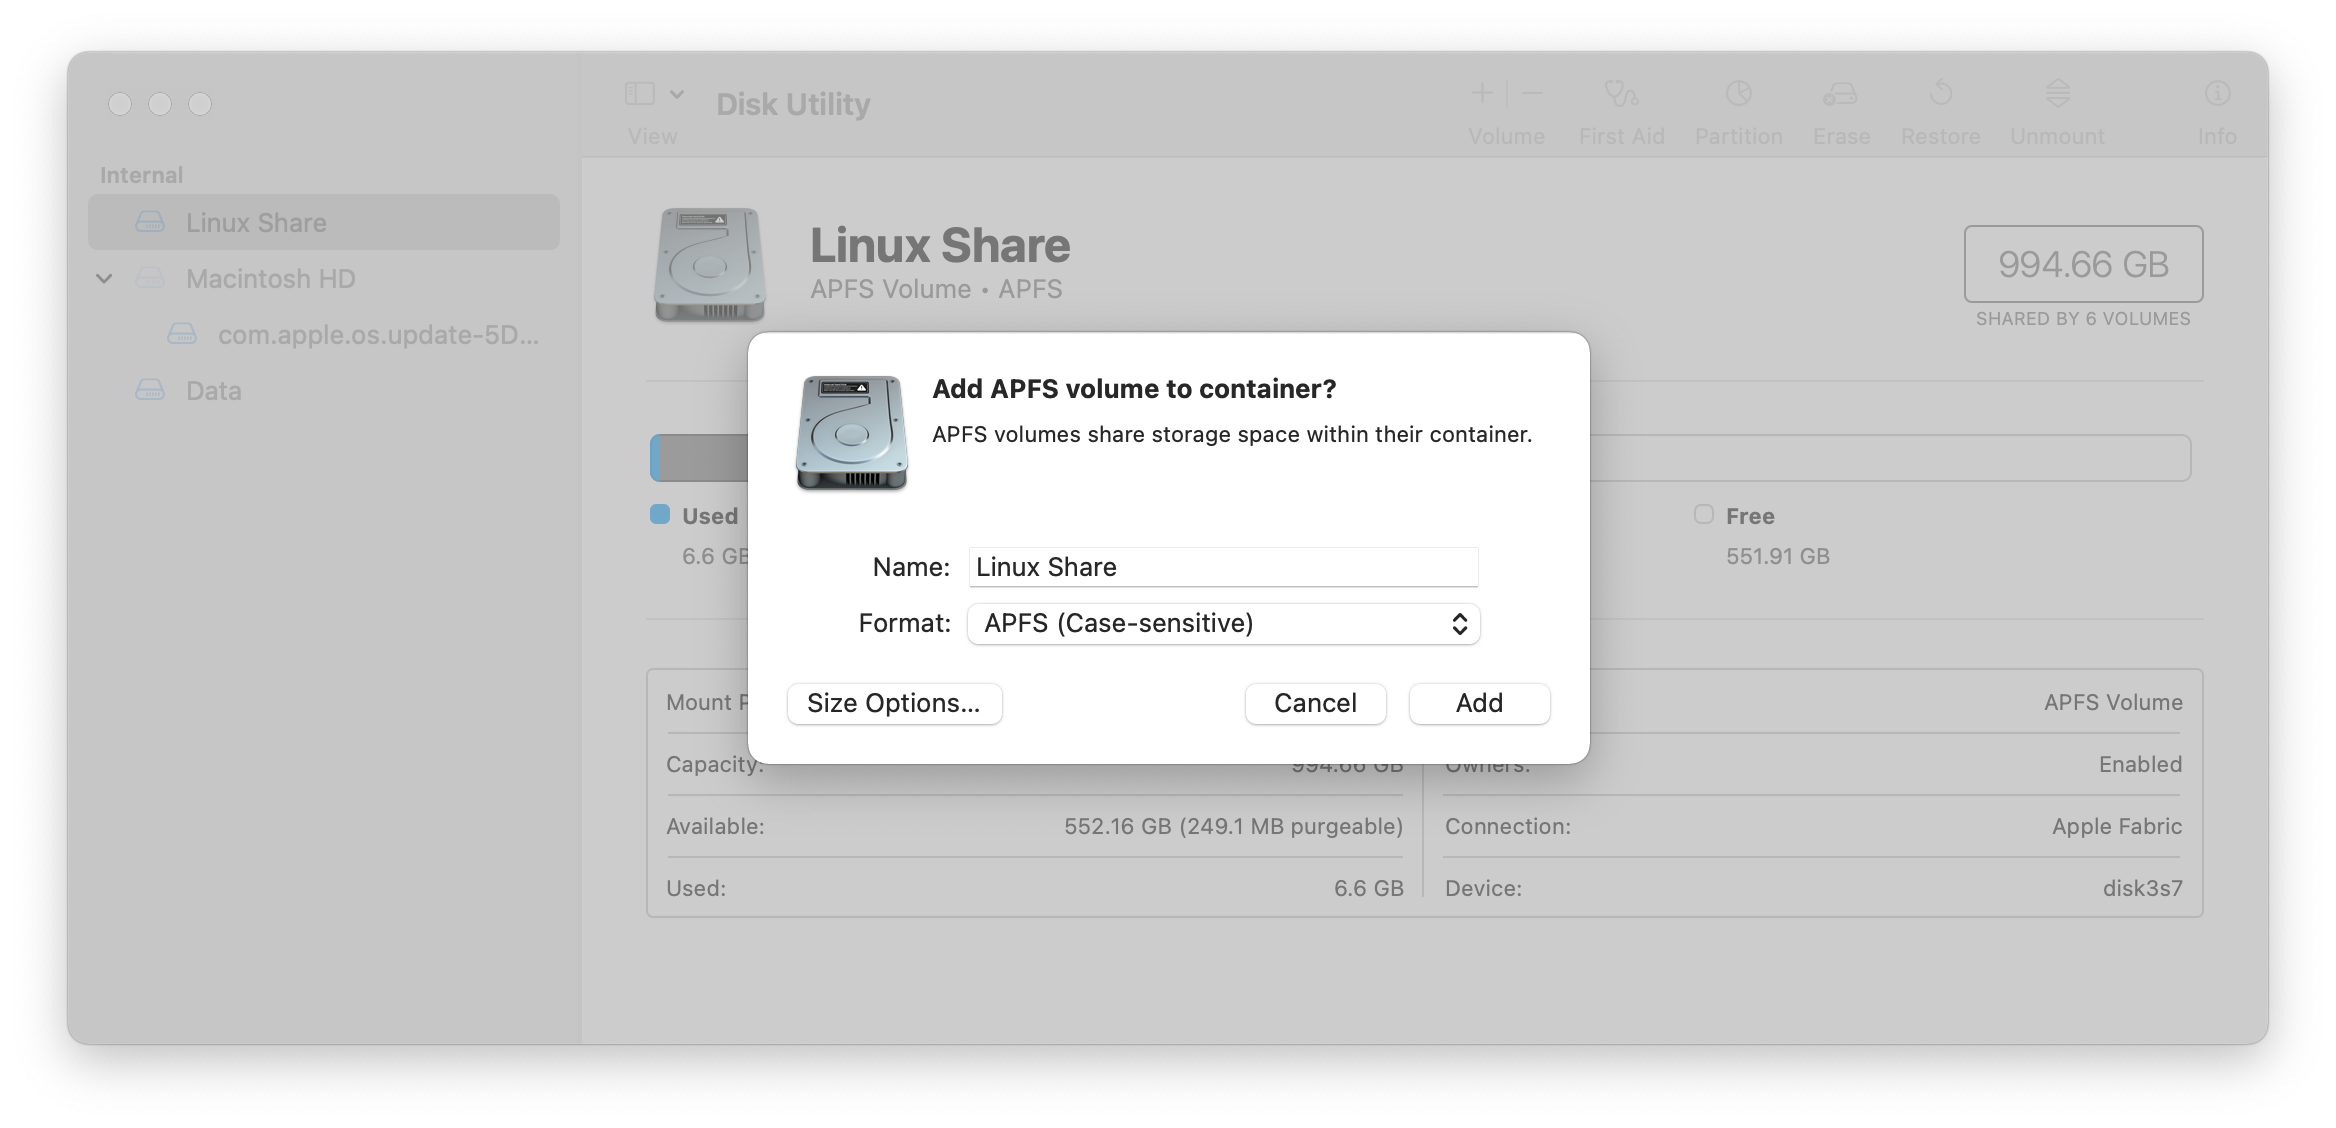 Disk Utility
View
Volume
First Aid
Partition
Erase
Restore
Unmount
Info
Internal
Linux Share
Macintosh HD
com.apple.os.update-5D...
Data
Linux Share
APFS Volume • APFS
994.66 GB
SHARED BY 6 VOLUMES
Add APFS volume to container?
APFS volumes share storage space within their container.
Name: Linux Share
Format: APFS (Case-sensitive)
Size Options...
Cancel
Add
Used
6.6 GB
Free
551.91 GB
Mount
APFS Volume
Capacity: 994.66 GB
Owners: Enabled
Available: 552.16 GB (249.1 MB purgeable)
Connection: Apple Fabric
Used: 6.6 GB
Device: disk3s7